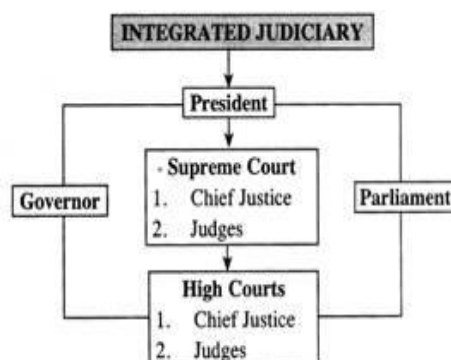 INTEGRATED JUDICIARY
President
Supreme Court
1. Chief Justice
2. Judges
Governor
Parliament
High Courts
1. Chief Justice
2. Judges